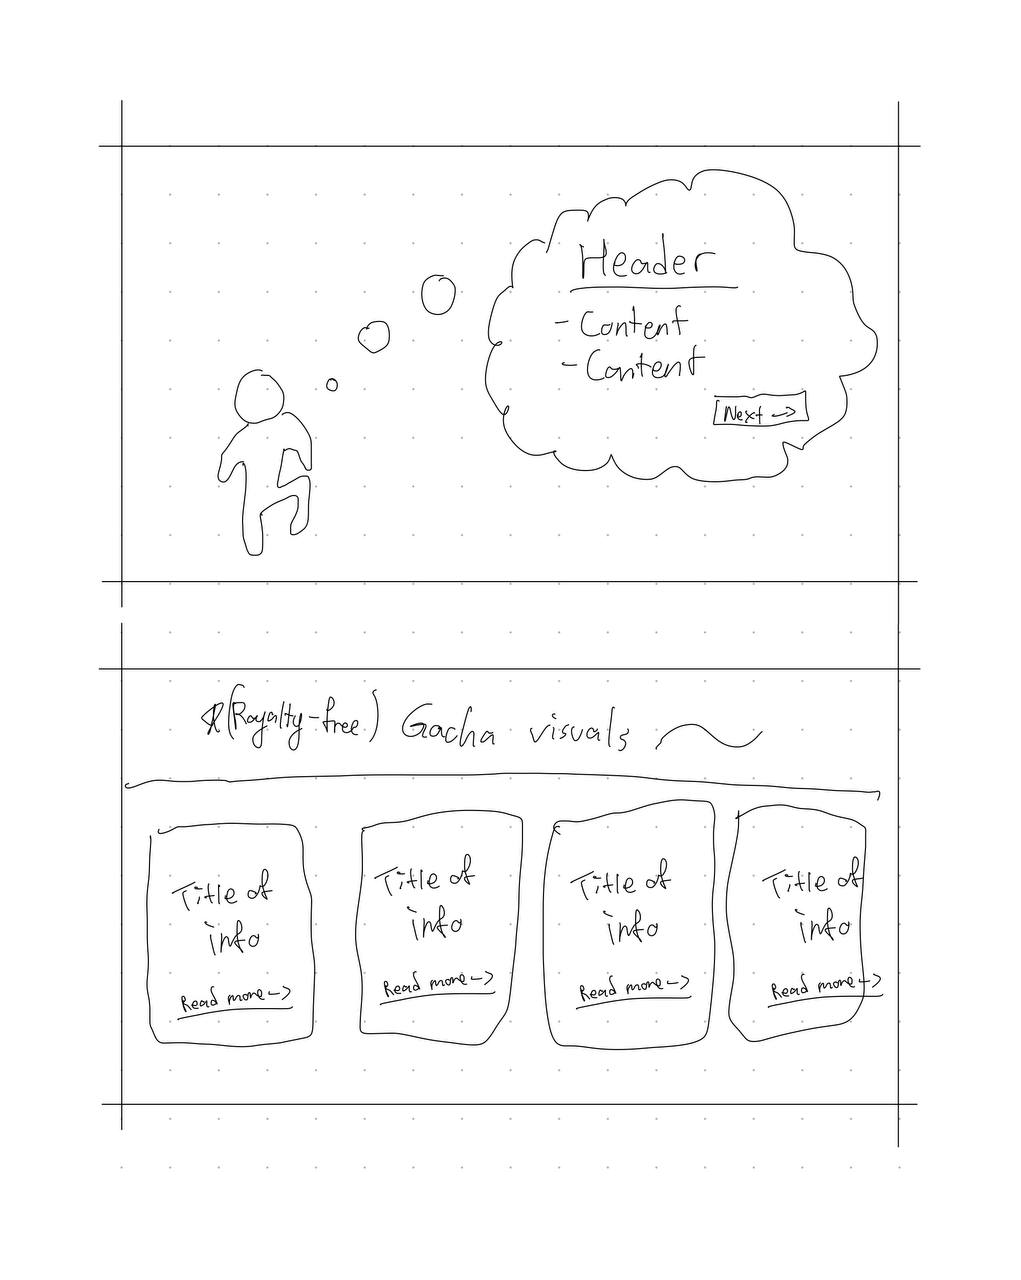 Header
- Content
- Content
Next ->
(Royalty-free) Gacha visuals
Title of
info
Read more ->
Title of
info
Read more ->
Title of
info
Read more ->
Title of
info
Read more ->